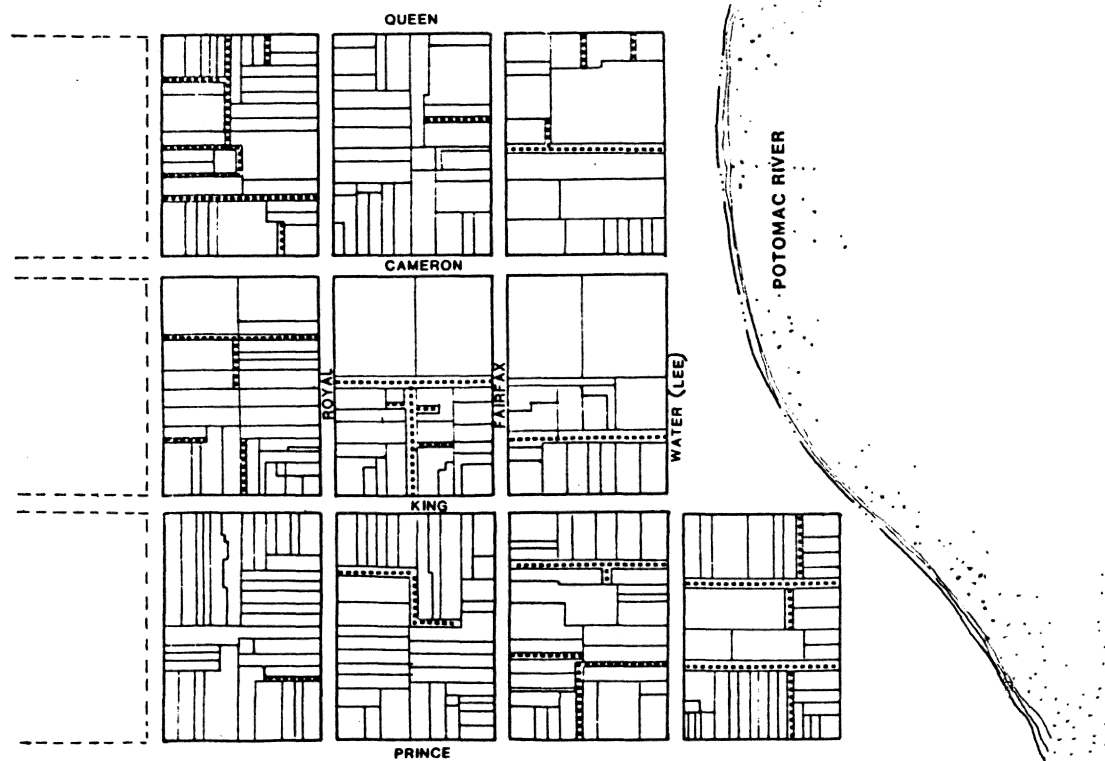 QUEEN
POTOMAC RIVER
CAMERON
ROYAL
FAIRFAX
WATER (LEE)
KING
PRINCE